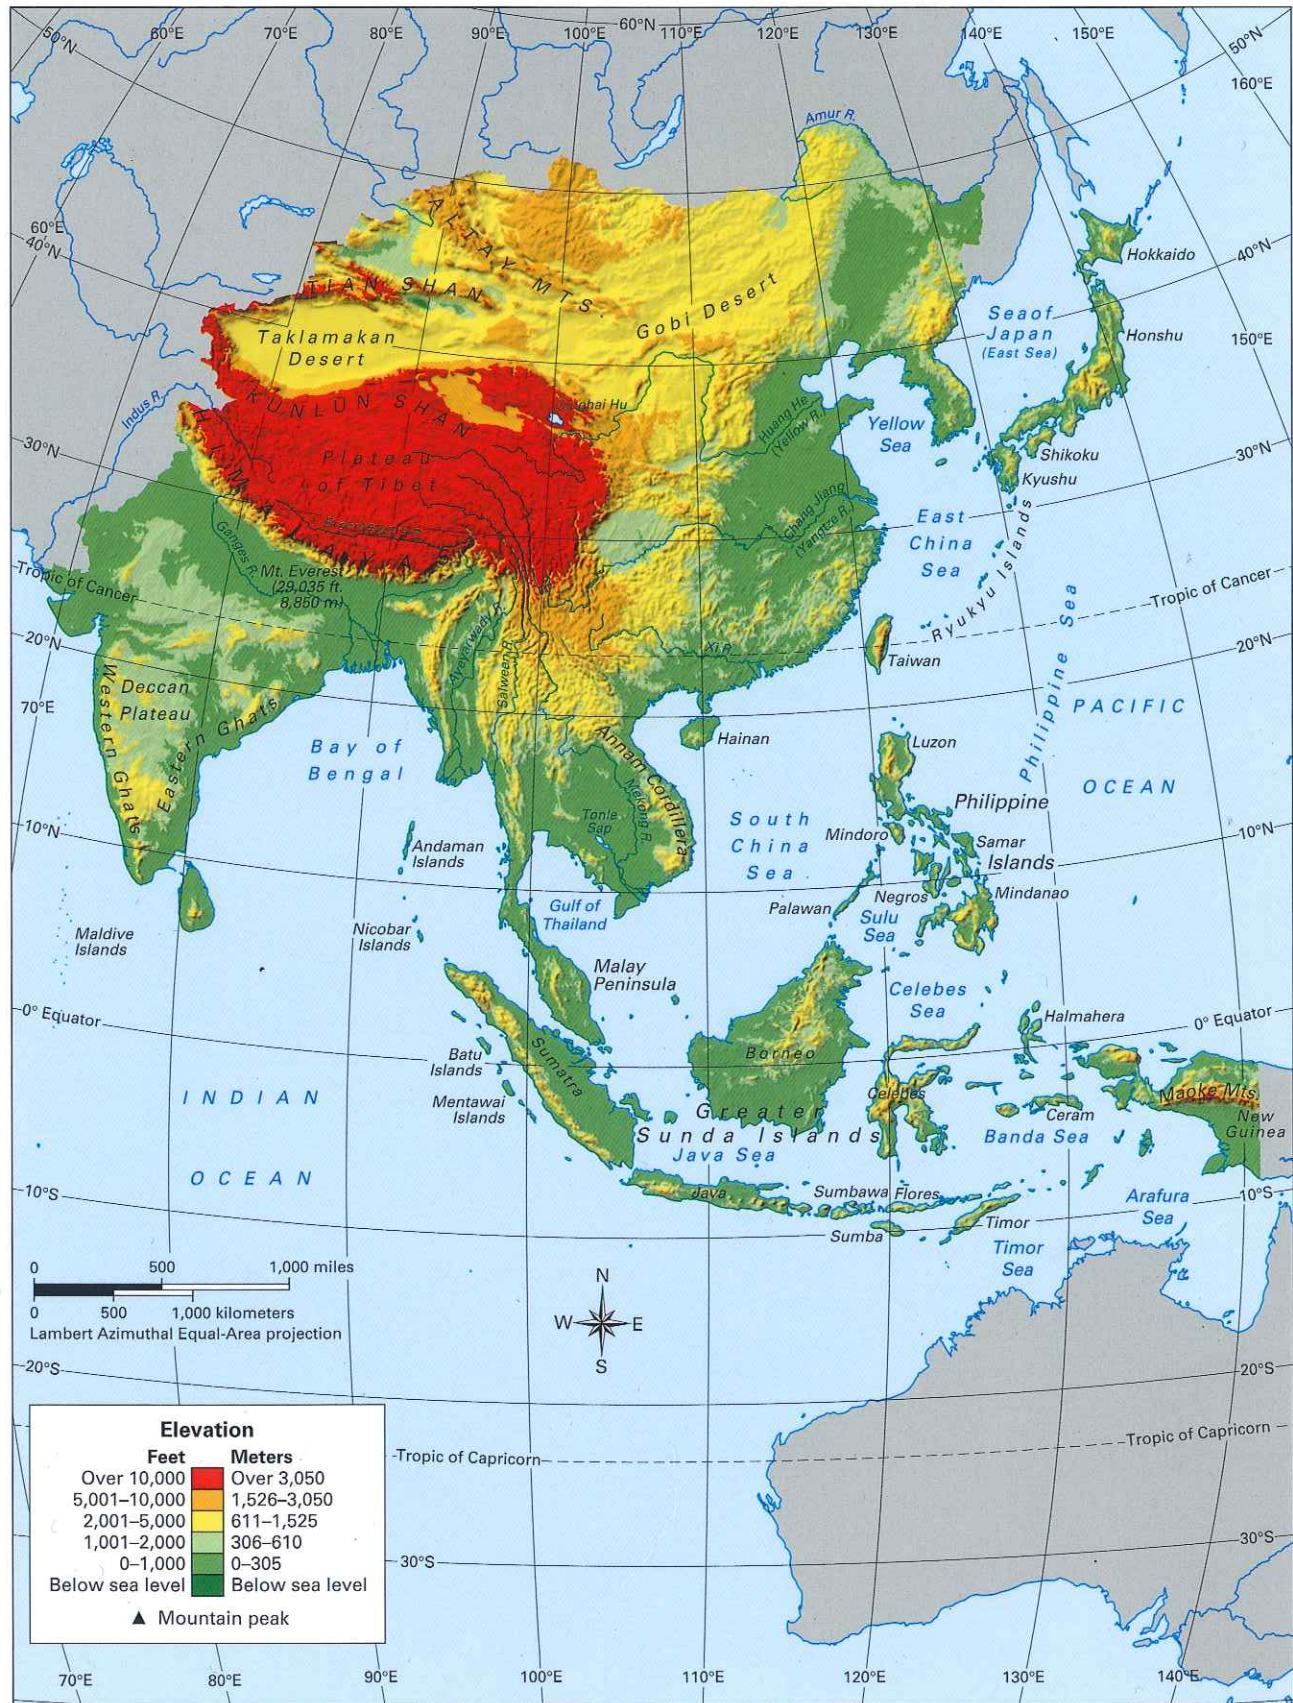 60°N
50°N
60°E
70°E
80°E
90°E
100°E
110°E
120°E
130°E
140°E
150°E
50°N
160°E
Amur R.
60°E
40°N
ALTAY MTS.
TIAN SHAN
Gobi Desert
Taklamakan
Desert
Hokkaido
40°N
Sea of
Japan
(East Sea)
Honshu
150°E
Indus R.
KUNLUN SHAN
Huang He
(Yellow R.)
Yellow
Sea
Shikoku
Kyushu
30°N
30°N
HIMALAYAS
Plateau
of Tibet
Chang Jiang
(Yangtze R.)
East
China
Sea
Ryukyu Islands
Ganges R.
Mt. Everest
(29,035 ft.
8,850 m)
Tropic of Cancer
Tropic of Cancer
20°N
20°N
Ayeyarwady R.
Salween R.
Xi R.
Taiwan
Philippine Sea
Western Ghats
Deccan
Plateau
Eastern Ghats
70°E
Bay of
Bengal
Annam Cordillera
Hainan
Luzon
PACIFIC
OCEAN
Philippine
Islands
10°N
10°N
Andaman
Islands
Tonle
Sap
Mekong R.
South
China
Sea
Mindoro
Samar
Negros
Mindanao
Palawan
Sulu
Sea
Maldive
Islands
Nicobar
Islands
Gulf of
Thailand
Malay
Peninsula
Celebes
Sea
Halmahera
0° Equator
0° Equator
Batu
Islands
Sumatra
Borneo
Mentawai
Islands
Celebes
Ceram
Maoke Mts.
New
Guinea
INDIAN
OCEAN
Greater
Sunda Islands
Java Sea
Banda Sea
Java
Sumbawa
Flores
Arafura
Sea
10°S
10°S
Sumba
Timor
Timor
Sea
0 500 1,000 miles
0 500 1,000 kilometers
Lambert Azimuthal Equal-Area projection
N
W
E
S
20°S
20°S
Tropic of Capricorn
Tropic of Capricorn
30°S
30°S
Elevation
Feet Meters
Over 10,000 Over 3,050
5,001–10,000 1,526–3,050
2,001–5,000 611–1,525
1,001–2,000 306–610
0–1,000 0–305
Below sea level Below sea level
▲ Mountain peak
70°E
80°E
90°E
100°E
110°E
120°E
130°E
140°E